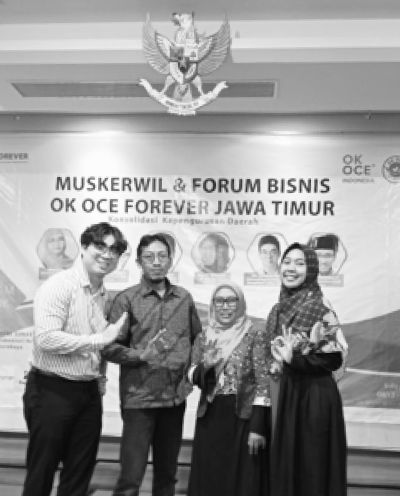 FOREVER
OK
OCE
INDONESIA
MUSKERWIL & FORUM BISNIS
OK OCE FOREVER JAWA TIMUR
Konsolidasi Kepengurusan Daerah